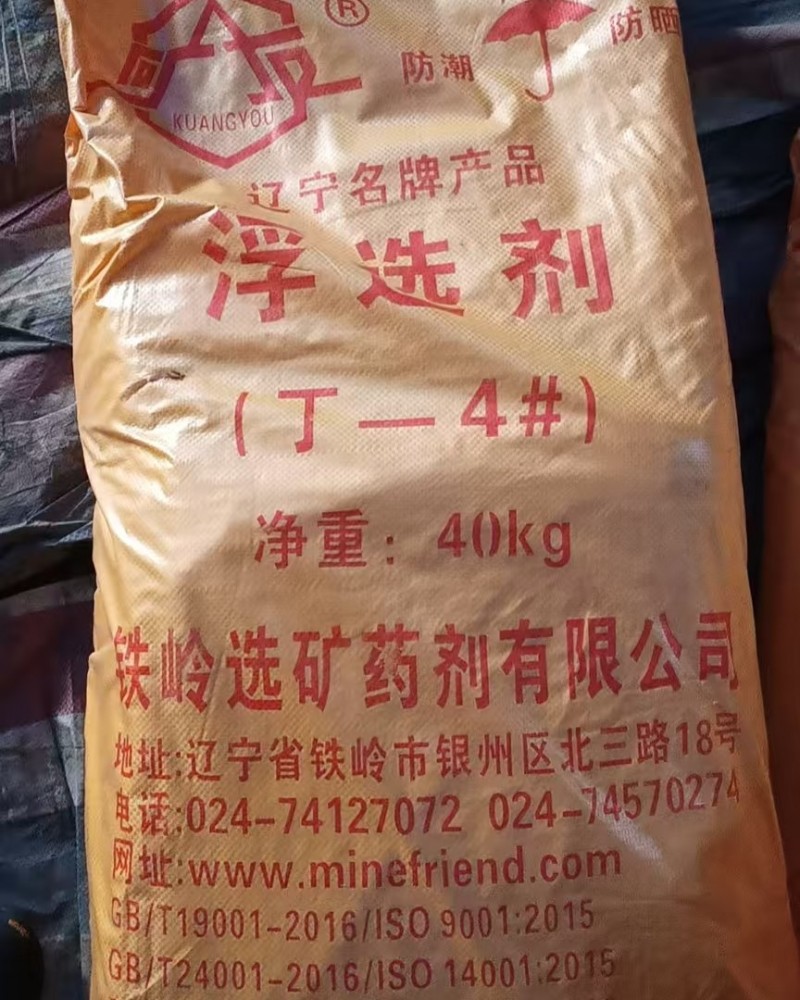 ®
防潮 防晒
KUANGYOU
辽宁名牌产品
浮选剂
(丁—4#)
净重：40kg
铁岭选矿药剂有限公司
地址:辽宁省铁岭市银州区北三路18号
电话:024-74127072 024-74570274
网址:www.minefriend.com
GB/T19001-2016/ISO 9001:2015
GB/T24001-2016/ISO 14001:2015